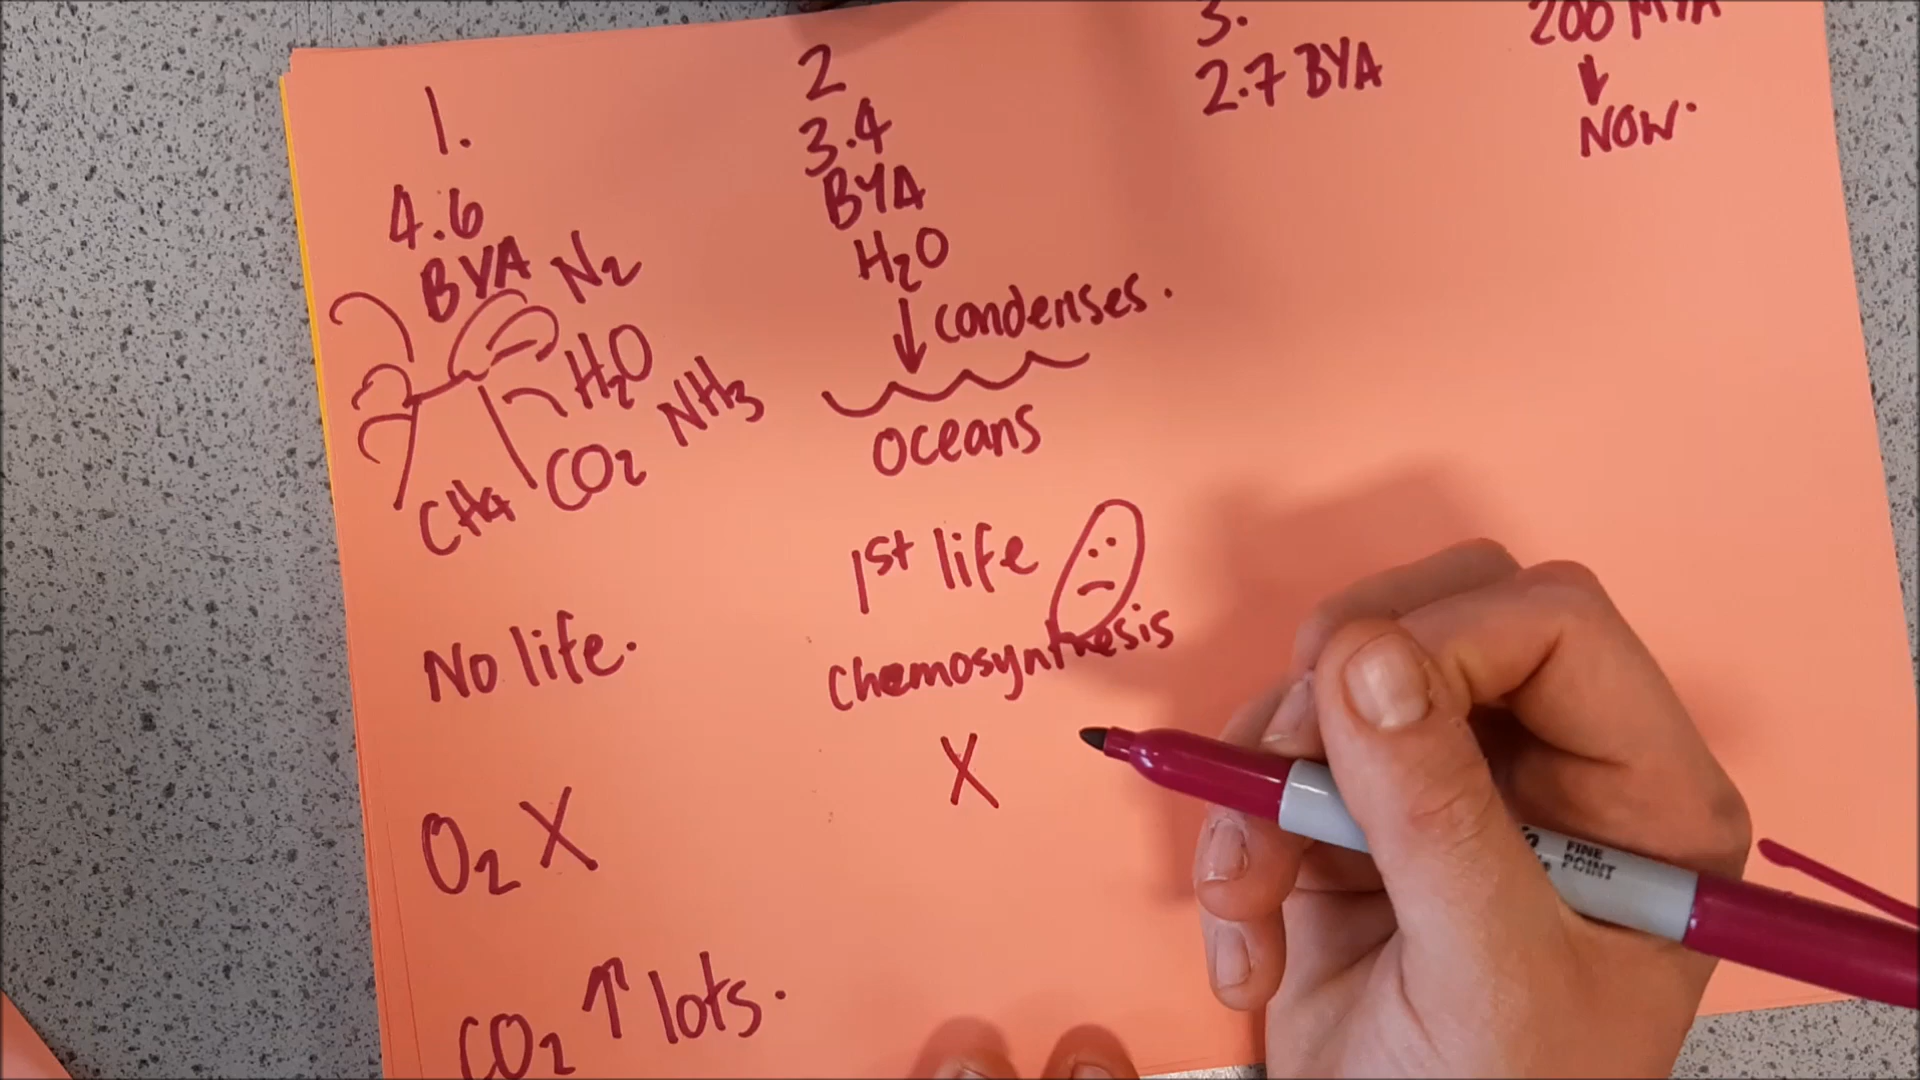 1.
4.6
BYA
N2
H2O
NH3
CO2
CH4
No life.
O2 X
CO2 ↑ lots.
2
3.4
BYA
H2O
↓ condenses.
oceans
1st life
chemosynthesis
X
3.
2.7 BYA
200 MYA
↓
NOW.
FINE
POINT